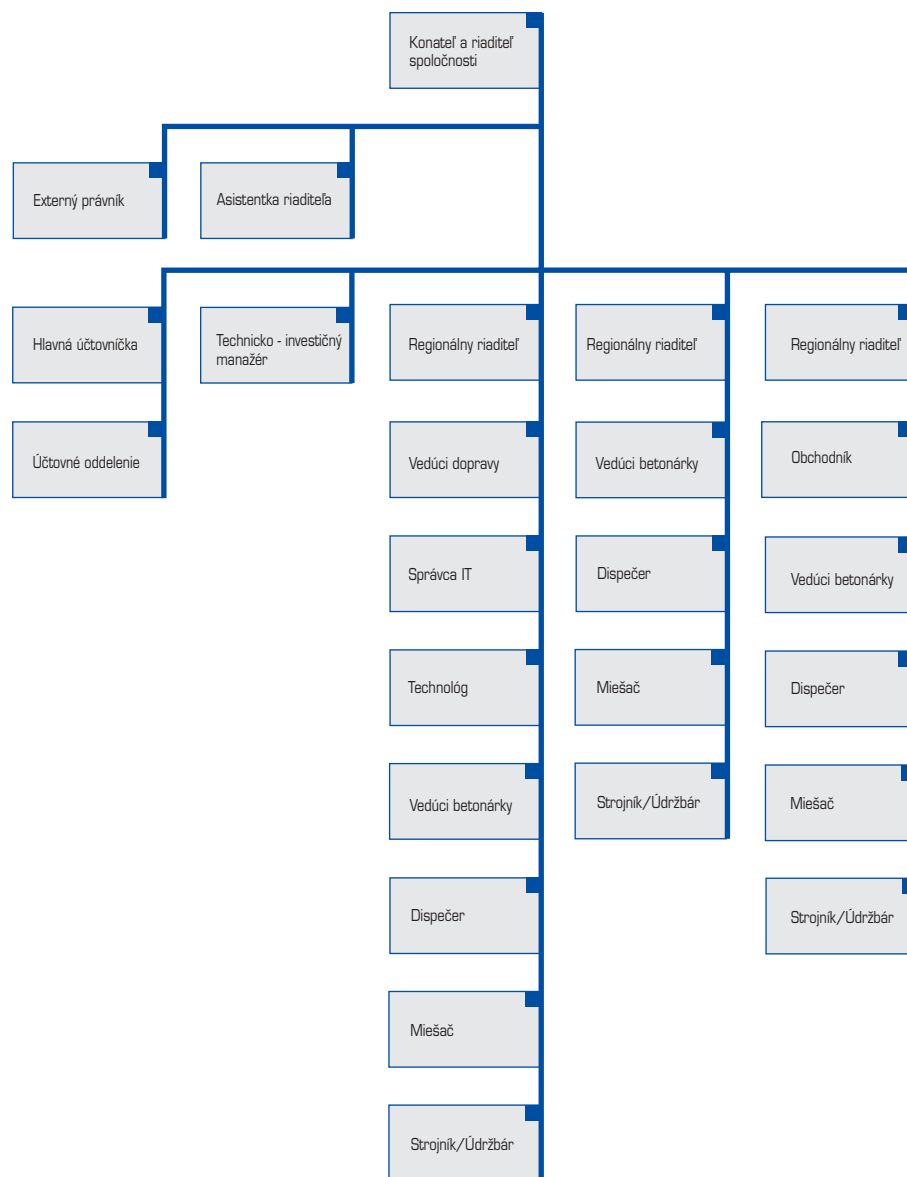 Konateľ a riaditeľ
spoločnosti
Externý právník
Asistentka riaditeľa
Hlavná účtovníčka
Technicko - investičný
manažér
Regionálny riaditeľ
Regionálny riaditeľ
Regionálny riaditeľ
Účtovné oddelenie
Vedúci dopravy
Vedúci betonárky
Obchodník
Správca IT
Dispečer
Vedúci betonárky
Technológ
Miešač
Dispečer
Vedúci betonárky
Strojník/Údržbár
Miešač
Dispečer
Strojník/Údržbár
Miešač
Strojník/Údržbár